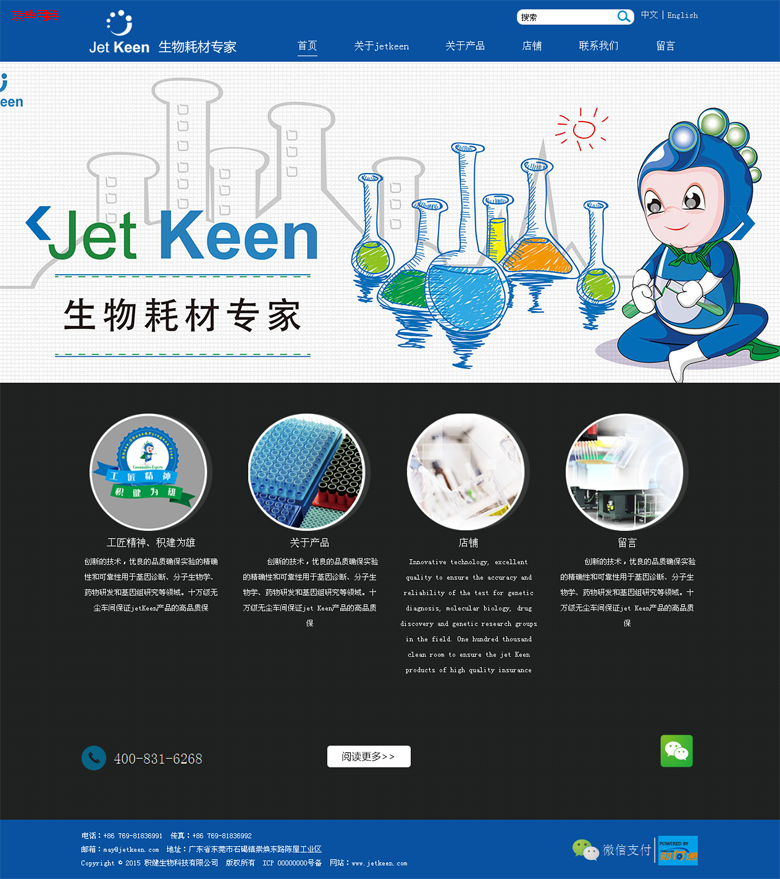 搜索
中文 | English
Jet Keen 生物耗材专家
首页 关于jetkeen 关于产品 店铺 联系我们 留言
een
Jet Keen
生物耗材专家
工匠精神
积健为雄
工匠精神、积建为雄
创新的技术，优良的品质确保实验的精确
性和可靠性用于基因诊断、分子生物学、
药物研发和基因组研究等领域。十万级无
尘车间保证jetKeen产品的高品质保
关于产品
创新的技术，优良的品质确保实验
的精确性和可靠性用于基因诊断、分子生
物学、药物研发和基因组研究等领域。十
万级无尘车间保证jet Keen产品的高品质
保
店铺
Innovative technology, excellent
quality to ensure the accuracy and
reliability of the test for genetic
diagnosis, molecular biology, drug
discovery and genetic research groups
in the field. One hundred thousand
clean room to ensure the jet Keen
products of high quality insurance
留言
创新的技术，优良的品质确保实验
的精确性和可靠性用于基因诊断、分子生
物学、药物研发和基因组研究等领域。十
万级无尘车间保证jet Keen产品的高品质
保
400-831-6268
阅读更多>>
电话：+86 769-81836991 传真：+86 769-81836992
邮箱：may@jetkeen.com 地址：广东省东莞市石碣镇崇焕东路陈屋工业区
Copyright © 2015 积健生物科技有限公司 版权所有 ICP 00000000号备 网站：www.jetkeen.com
微信支付
POWERED BY